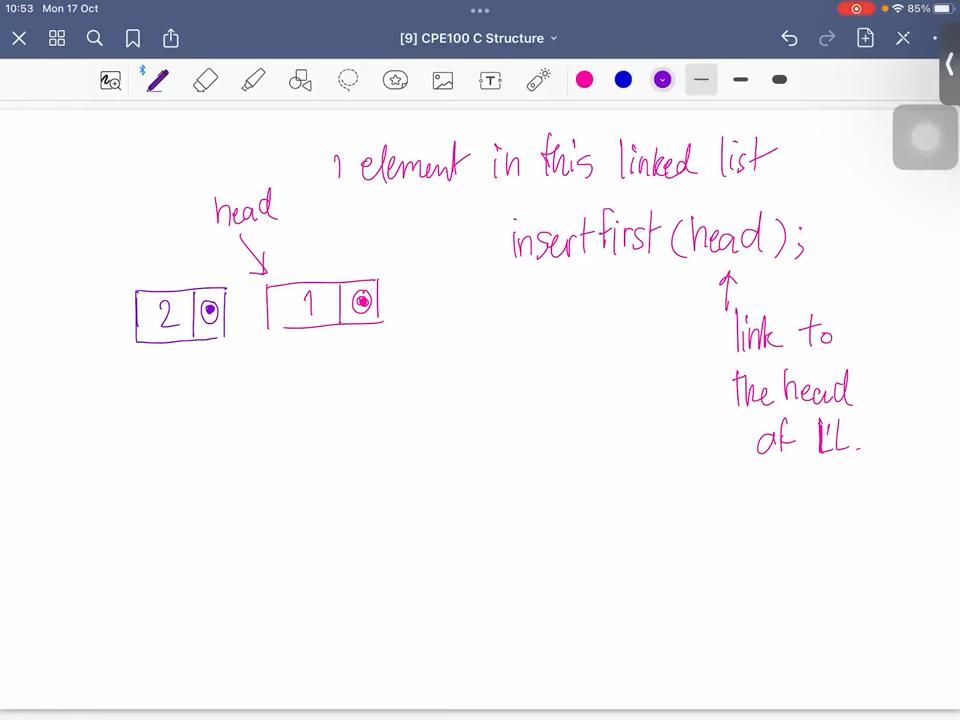 10:53 Mon 17 Oct
85%
[9] CPE100 C Structure
1 element in this linked list
head
insertfirst(head);
2
1
link to
the head
of LL.